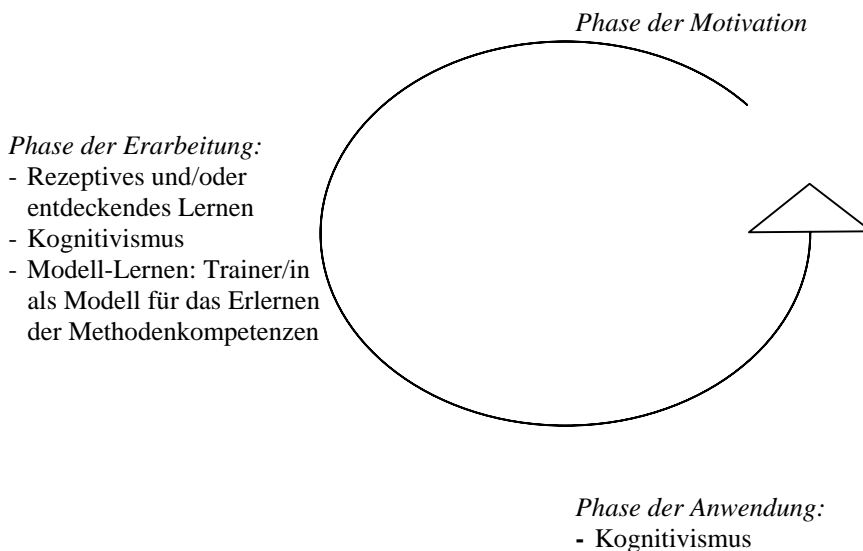 Phase der Motivation
Phase der Erarbeitung:
- Rezeptives und/oder
entdeckendes Lernen
- Kognitivismus
- Modell-Lernen: Trainer/in
als Modell für das Erlernen
der Methodenkompetenzen
Phase der Anwendung:
- Kognitivismus